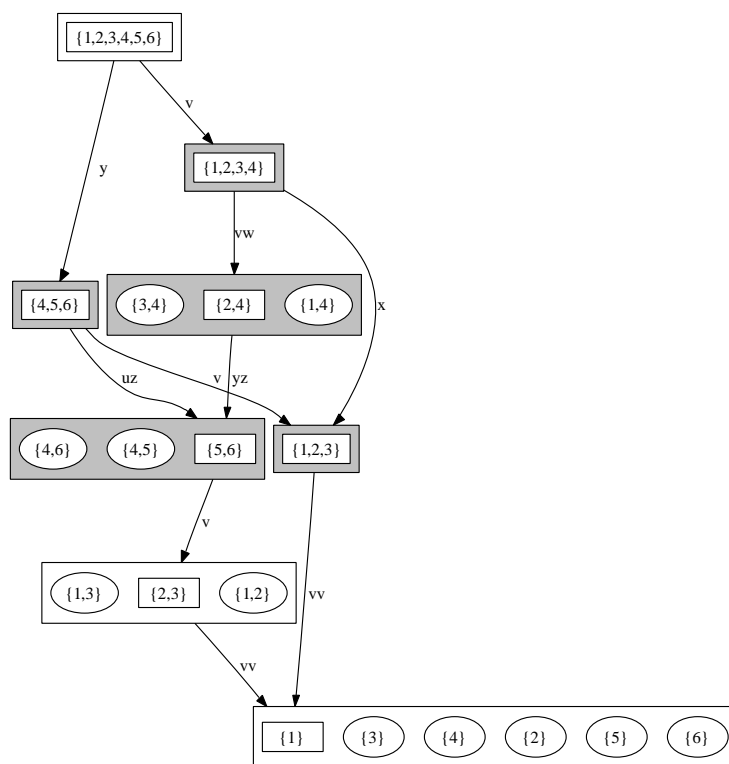 {1,2,3,4,5,6}
v
{1,2,3,4}
y
vw
{4,5,6}
{3,4} {2,4} {1,4}
x
uz
v yz
{4,6} {4,5} {5,6} {1,2,3}
v
{1,3} {2,3} {1,2}
vv
vv
{1} {3} {4} {2} {5} {6}